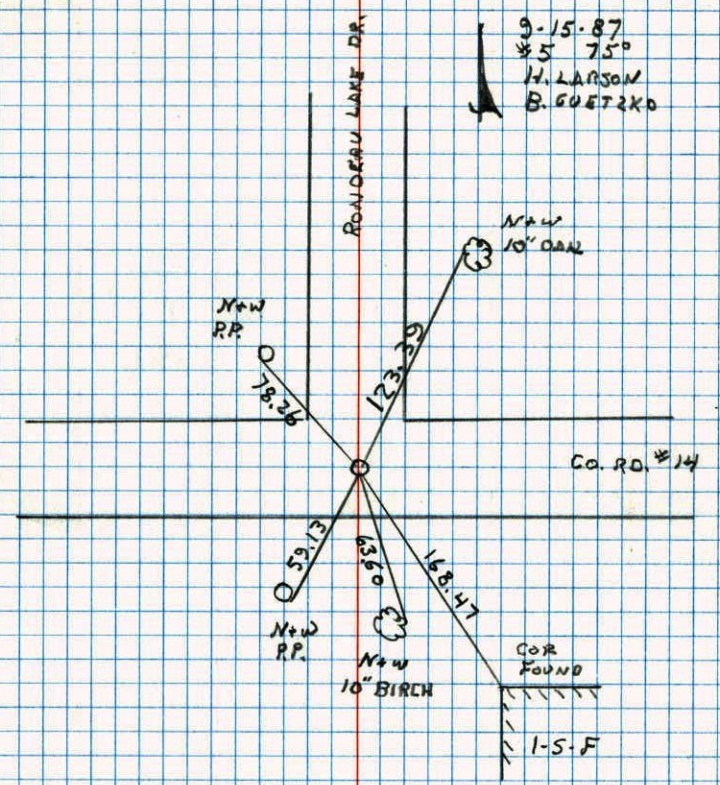 9-15-87
#5 75°
H. LARSON
B. GUETZKO
RONDEAU LAKE DR.
N+W
10" OAK
N+W
P.P.
78.26
123.39
CO. RD. #14
59.13
63.60
168.47
N+W
P.P.
N+W
10" BIRCH
COR
FOUND
1-S-F